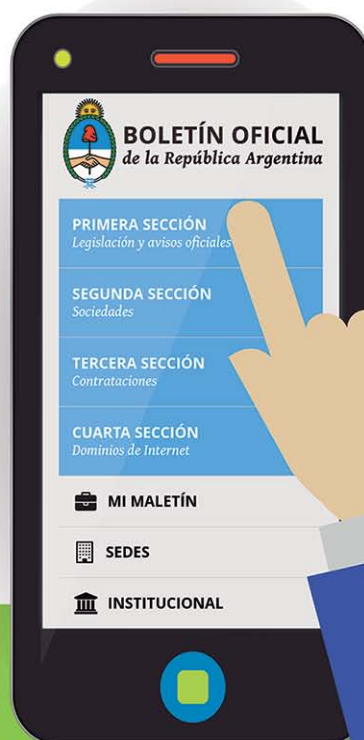 BOLETÍN OFICIAL
de la República Argentina
PRIMERA SECCIÓN
Legislación y avisos oficiales
SEGUNDA SECCIÓN
Sociedades
TERCERA SECCIÓN
Contrataciones
CUARTA SECCIÓN
Dominios de Internet
MI MALETÍN
SEDES
INSTITUCIONAL